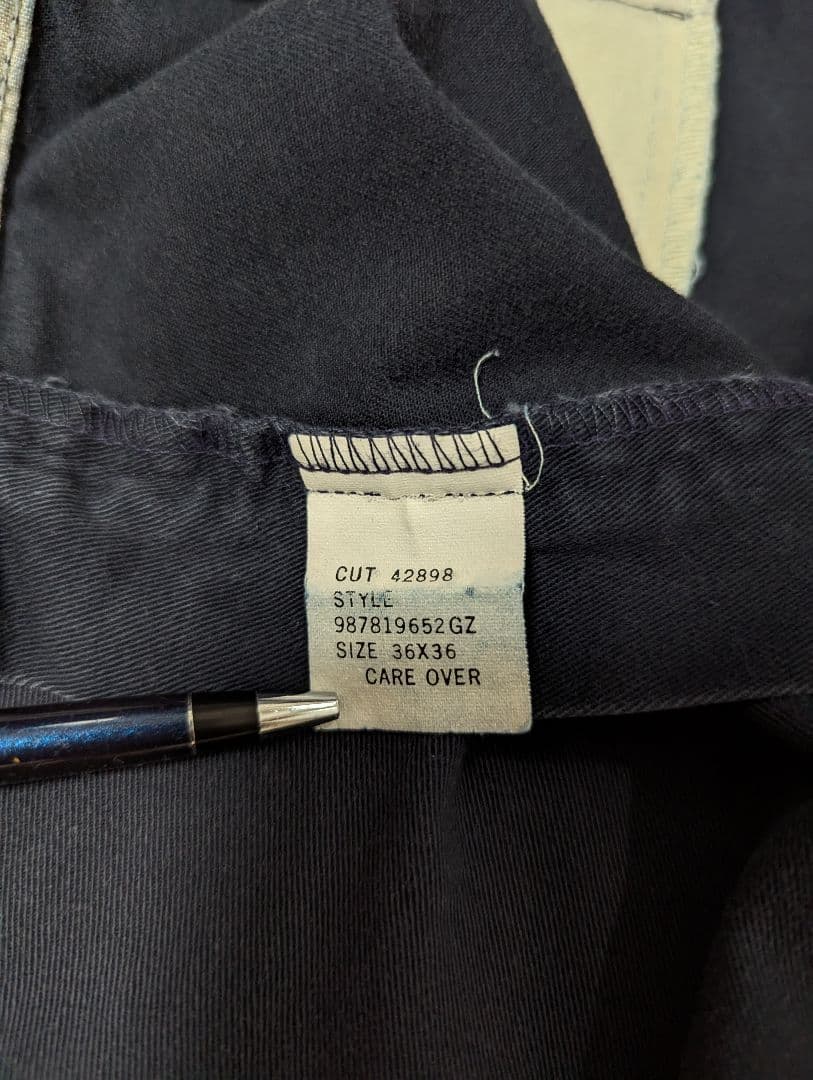 CUT 42898
STYLE
987819652GZ
SIZE 36X36
CARE OVER